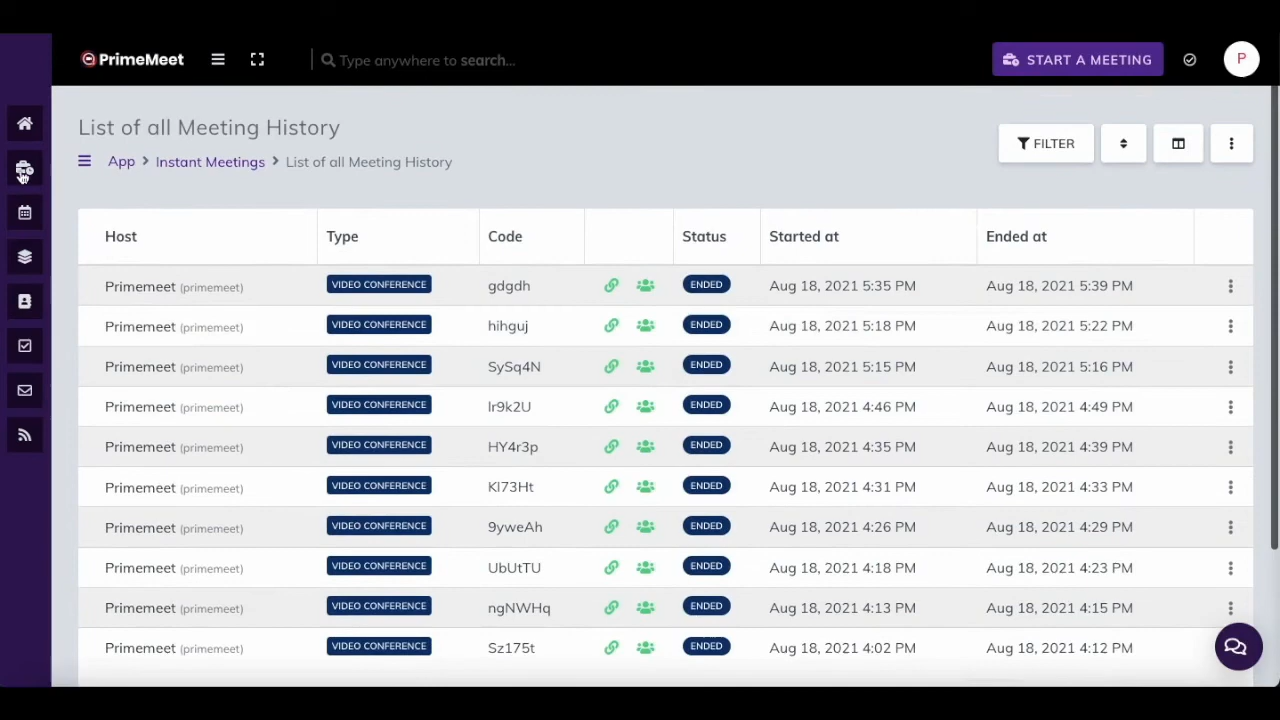 PrimeMeet
Type anywhere to search...
START A MEETING
P
List of all Meeting History
App > Instant Meetings > List of all Meeting History
FILTER
Host Type Code Status Started at Ended at
Primemeet (primemeet) VIDEO CONFERENCE gdgdh ENDED Aug 18, 2021 5:35 PM Aug 18, 2021 5:39 PM
Primemeet (primemeet) VIDEO CONFERENCE hihguj ENDED Aug 18, 2021 5:18 PM Aug 18, 2021 5:22 PM
Primemeet (primemeet) VIDEO CONFERENCE SySq4N ENDED Aug 18, 2021 5:15 PM Aug 18, 2021 5:16 PM
Primemeet (primemeet) VIDEO CONFERENCE Ir9k2U ENDED Aug 18, 2021 4:46 PM Aug 18, 2021 4:49 PM
Primemeet (primemeet) VIDEO CONFERENCE HY4r3p ENDED Aug 18, 2021 4:35 PM Aug 18, 2021 4:39 PM
Primemeet (primemeet) VIDEO CONFERENCE KI73Ht ENDED Aug 18, 2021 4:31 PM Aug 18, 2021 4:33 PM
Primemeet (primemeet) VIDEO CONFERENCE 9yweAh ENDED Aug 18, 2021 4:26 PM Aug 18, 2021 4:29 PM
Primemeet (primemeet) VIDEO CONFERENCE UbUtTU ENDED Aug 18, 2021 4:18 PM Aug 18, 2021 4:23 PM
Primemeet (primemeet) VIDEO CONFERENCE ngNWHq ENDED Aug 18, 2021 4:13 PM Aug 18, 2021 4:15 PM
Primemeet (primemeet) VIDEO CONFERENCE Sz175t ENDED Aug 18, 2021 4:02 PM Aug 18, 2021 4:12 PM